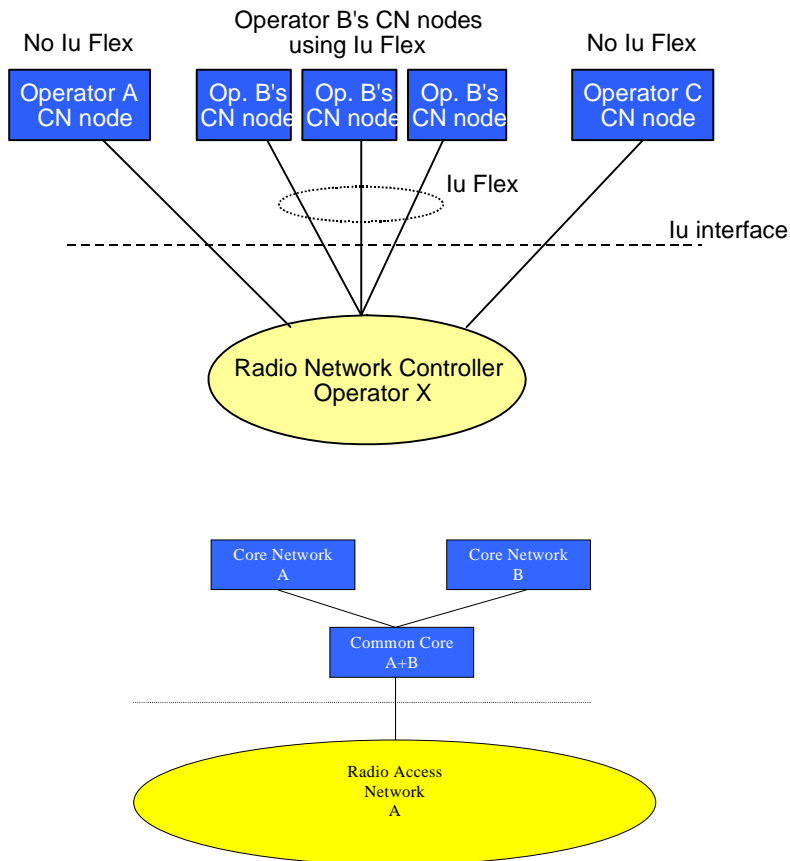 Operator B's CN nodes
using Iu Flex
No Iu Flex
No Iu Flex
Operator A
CN node
Op. B's
CN node
Op. B's
CN node
Op. B's
CN node
Operator C
CN node
Iu Flex
Iu interface
Radio Network Controller
Operator X
Core Network
A
Core Network
B
Common Core
A+B
Radio Access
Network
A